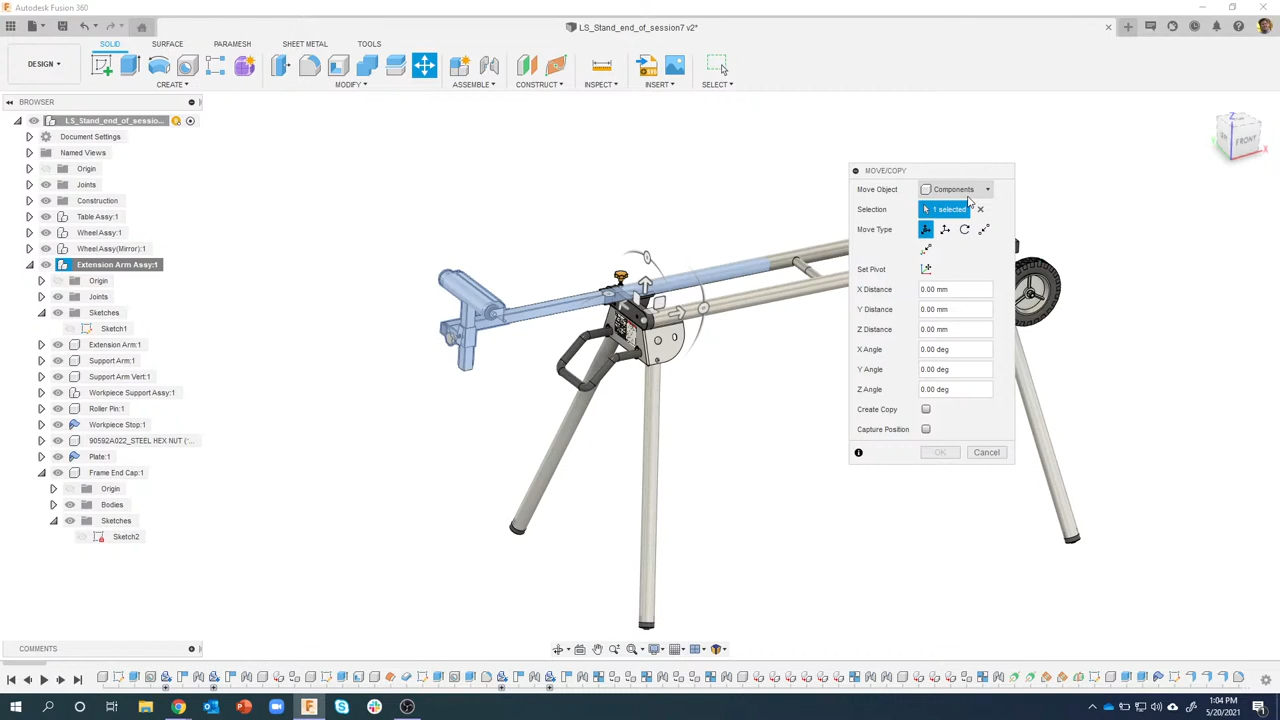 Autodesk Fusion 360
LS_Stand_end_of_session7 v2*
SOLID
SURFACE
PARAMESH
SHEET METAL
TOOLS
DESIGN
CREATE
MODIFY
ASSEMBLE
CONSTRUCT
INSPECT
INSERT
SELECT
BROWSER
LS_Stand_end_of_sessio...
Document Settings
Named Views
Origin
Joints
Construction
Table Assy:1
Wheel Assy:1
Wheel Assy(Mirror):1
Extension Arm Assy:1
Origin
Joints
Sketches
Sketch1
Extension Arm:1
Support Arm:1
Support Arm Vert:1
Workpiece Support Assy:1
Roller Pin:1
Workpiece Stop:1
90592A022_STEEL HEX NUT (˜...
Plate:1
Frame End Cap:1
Origin
Bodies
Sketches
Sketch2
MOVE/COPY
Move Object Components
Selection 1 selected
Move Type
Set Pivot
X Distance 0.00 mm
Y Distance 0.00 mm
Z Distance 0.00 mm
X Angle 0.00 deg
Y Angle 0.00 deg
Z Angle 0.00 deg
Create Copy
Capture Position
OK Cancel
Z
FRONT
X
COMMENTS
1:04 PM
5/20/2021